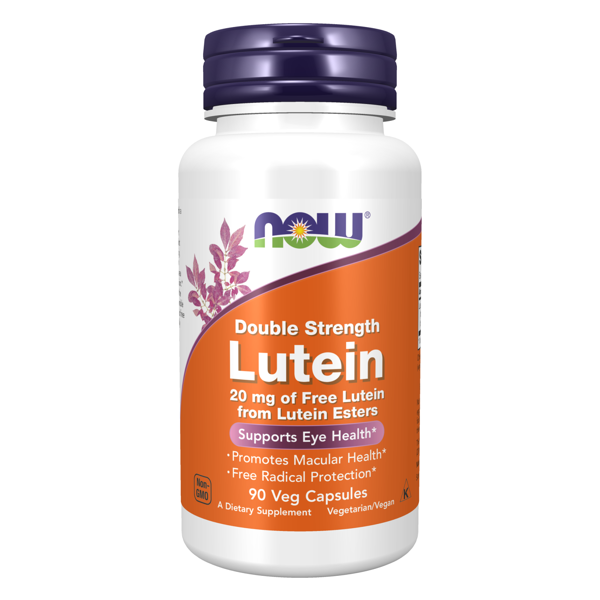 NOW®
Double Strength
Lutein
20 mg of Free Lutein
from Lutein Esters
Supports Eye Health*
•Promotes Macular Health*
•Free Radical Protection*
Non-
GMO
90 Veg Capsules
K
A Dietary Supplement Vegetarian/Vegan